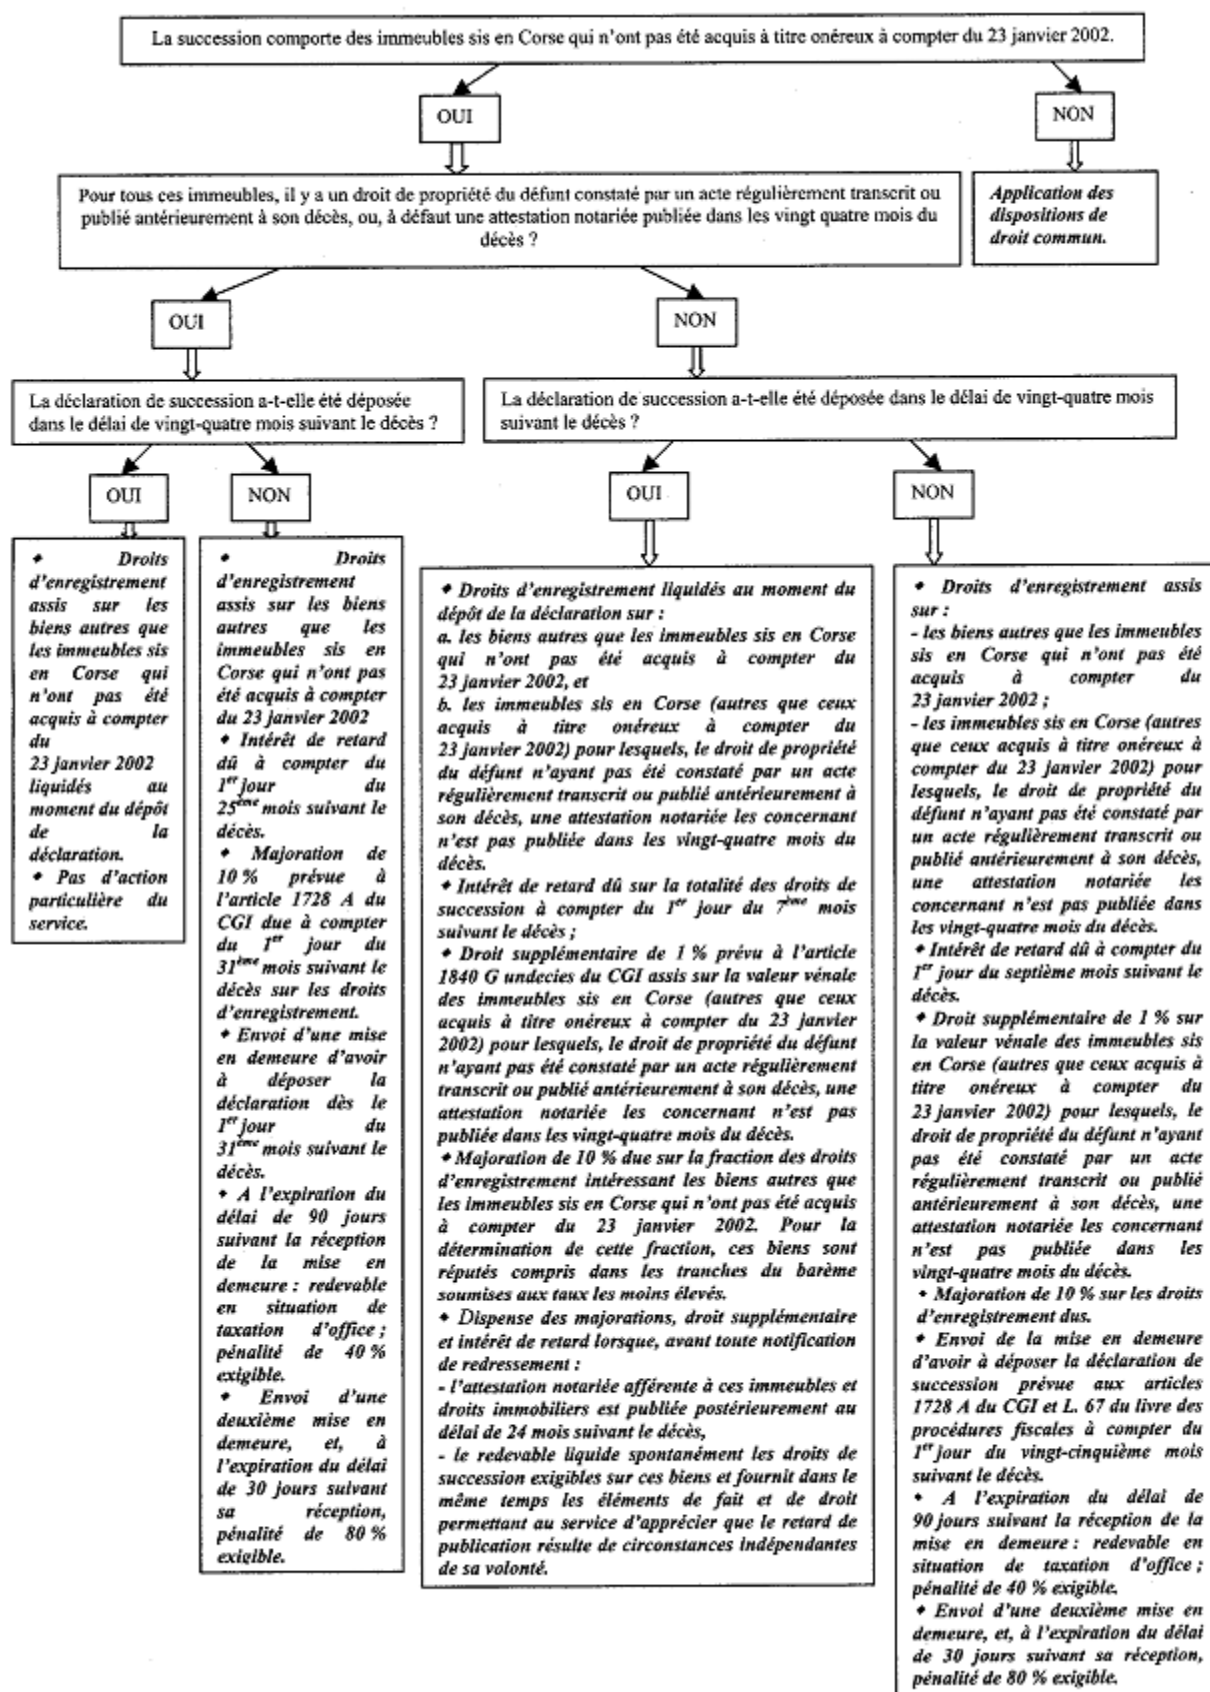 La succession comporte des immeubles sis en Corse qui n'ont pas été acquis à titre onéreux à compter du 23 janvier 2002.
OUI
NON
Pour tous ces immeubles, il y a un droit de propriété du défunt constaté par un acte régulièrement transcrit ou
publié antérieurement à son décès, ou, à défaut une attestation notariée publiée dans les vingt quatre mois du
décès ?
Application des
dispositions de
droit commun.
OUI
NON
La déclaration de succession a-t-elle été déposée
dans le délai de vingt-quatre mois suivant le décès ?
La déclaration de succession a-t-elle été déposée dans le délai de vingt-quatre mois
suivant le décès ?
OUI
NON
OUI
NON
◆ Droits
d'enregistrement
assis sur les
biens autres que
les immeubles sis
en Corse qui
n'ont pas été
acquis à compter
du
23 janvier 2002
liquidés au
moment du dépôt
de la
déclaration.
◆ Pas d'action
particulière du
service.
◆ Droits
d'enregistrement
assis sur les biens
autres que les
immeubles sis en
Corse qui n'ont pas
été acquis à compter
du 23 janvier 2002
◆ Intérêt de retard
dû à compter du
1er jour du
25ème mois suivant le
décès.
◆ Majoration de
10 % prévue à
l'article 1728 A du
CGI due à compter
du 1er jour du
31ème mois suivant le
décès sur les droits
d'enregistrement.
◆ Envoi d'une mise
en demeure d'avoir
à déposer la
déclaration dès le
1er jour du
31ème mois suivant le
décès.
◆ A l'expiration du
délai de 90 jours
suivant la réception
de la mise en
demeure : redevable
en situation de
taxation d'office ;
pénalité de 40 %
exigible.
◆ Envoi d'une
deuxième mise en
demeure, et, à
l'expiration du délai
de 30 jours suivant
sa réception,
pénalité de 80 %
exigible.
◆ Droits d'enregistrement liquidés au moment du
dépôt de la déclaration sur :
a. les biens autres que les immeubles sis en Corse
qui n'ont pas été acquis à compter du
23 janvier 2002, et
b. les immeubles sis en Corse (autres que ceux
acquis à titre onéreux à compter du
23 janvier 2002) pour lesquels, le droit de propriété
du défunt n'ayant pas été constaté par un acte
régulièrement transcrit ou publié antérieurement à
son décès, une attestation notariée les concernant
n'est pas publiée dans les vingt-quatre mois du
décès.
◆ Intérêt de retard dû sur la totalité des droits de
succession à compter du 1er jour du 7ème mois
suivant le décès ;
◆ Droit supplémentaire de 1 % prévu à l'article
1840 G undecies du CGI assis sur la valeur vénale
des immeubles sis en Corse (autres que ceux
acquis à titre onéreux à compter du 23 janvier
2002) pour lesquels, le droit de propriété du défunt
n'ayant pas été constaté par un acte régulièrement
transcrit ou publié antérieurement à son décès, une
attestation notariée les concernant n'est pas
publiée dans les vingt-quatre mois du décès.
◆ Majoration de 10 % due sur la fraction des droits
d'enregistrement intéressant les biens autres que
les immeubles sis en Corse qui n'ont pas été acquis
à compter du 23 janvier 2002. Pour la
détermination de cette fraction, ces biens sont
réputés compris dans les tranches du barème
soumises aux taux les moins élevés.
◆ Dispense des majorations, droit supplémentaire
et intérêt de retard lorsque, avant toute notification
de redressement :
- l'attestation notariée afférente à ces immeubles et
droits immobiliers est publiée postérieurement au
délai de 24 mois suivant le décès,
- le redevable liquide spontanément les droits de
succession exigibles sur ces biens et fournit dans le
même temps les éléments de fait et de droit
permettant au service d'apprécier que le retard de
publication résulte de circonstances indépendantes
de sa volonté.
◆ Droits d'enregistrement assis
sur :
- les biens autres que les immeubles
sis en Corse qui n'ont pas été
acquis à compter du
23 janvier 2002 ;
- les immeubles sis en Corse (autres
que ceux acquis à titre onéreux à
compter du 23 janvier 2002) pour
lesquels, le droit de propriété du
défunt n'ayant pas été constaté par
un acte régulièrement transcrit ou
publié antérieurement à son décès,
une attestation notariée les
concernant n'est pas publiée dans
les vingt-quatre mois du décès.
◆ Intérêt de retard dû à compter du
1er jour du septième mois suivant le
décès.
◆ Droit supplémentaire de 1 % sur
la valeur vénale des immeubles sis
en Corse (autres que ceux acquis à
titre onéreux à compter du
23 janvier 2002) pour lesquels, le
droit de propriété du défunt n'ayant
pas été constaté par un acte
régulièrement transcrit ou publié
antérieurement à son décès, une
attestation notariée les concernant
n'est pas publiée dans les
vingt-quatre mois du décès.
◆ Majoration de 10 % sur les droits
d'enregistrement dus.
◆ Envoi de la mise en demeure
d'avoir à déposer la déclaration de
succession prévue aux articles
1728 A du CGI et L. 67 du livre des
procédures fiscales à compter du
1er jour du vingt-cinquième mois
suivant le décès.
◆ A l'expiration du délai de
90 jours suivant la réception de la
mise en demeure : redevable en
situation de taxation d'office ;
pénalité de 40 % exigible.
◆ Envoi d'une deuxième mise en
demeure, et, à l'expiration du délai
de 30 jours suivant sa réception,
pénalité de 80 % exigible.